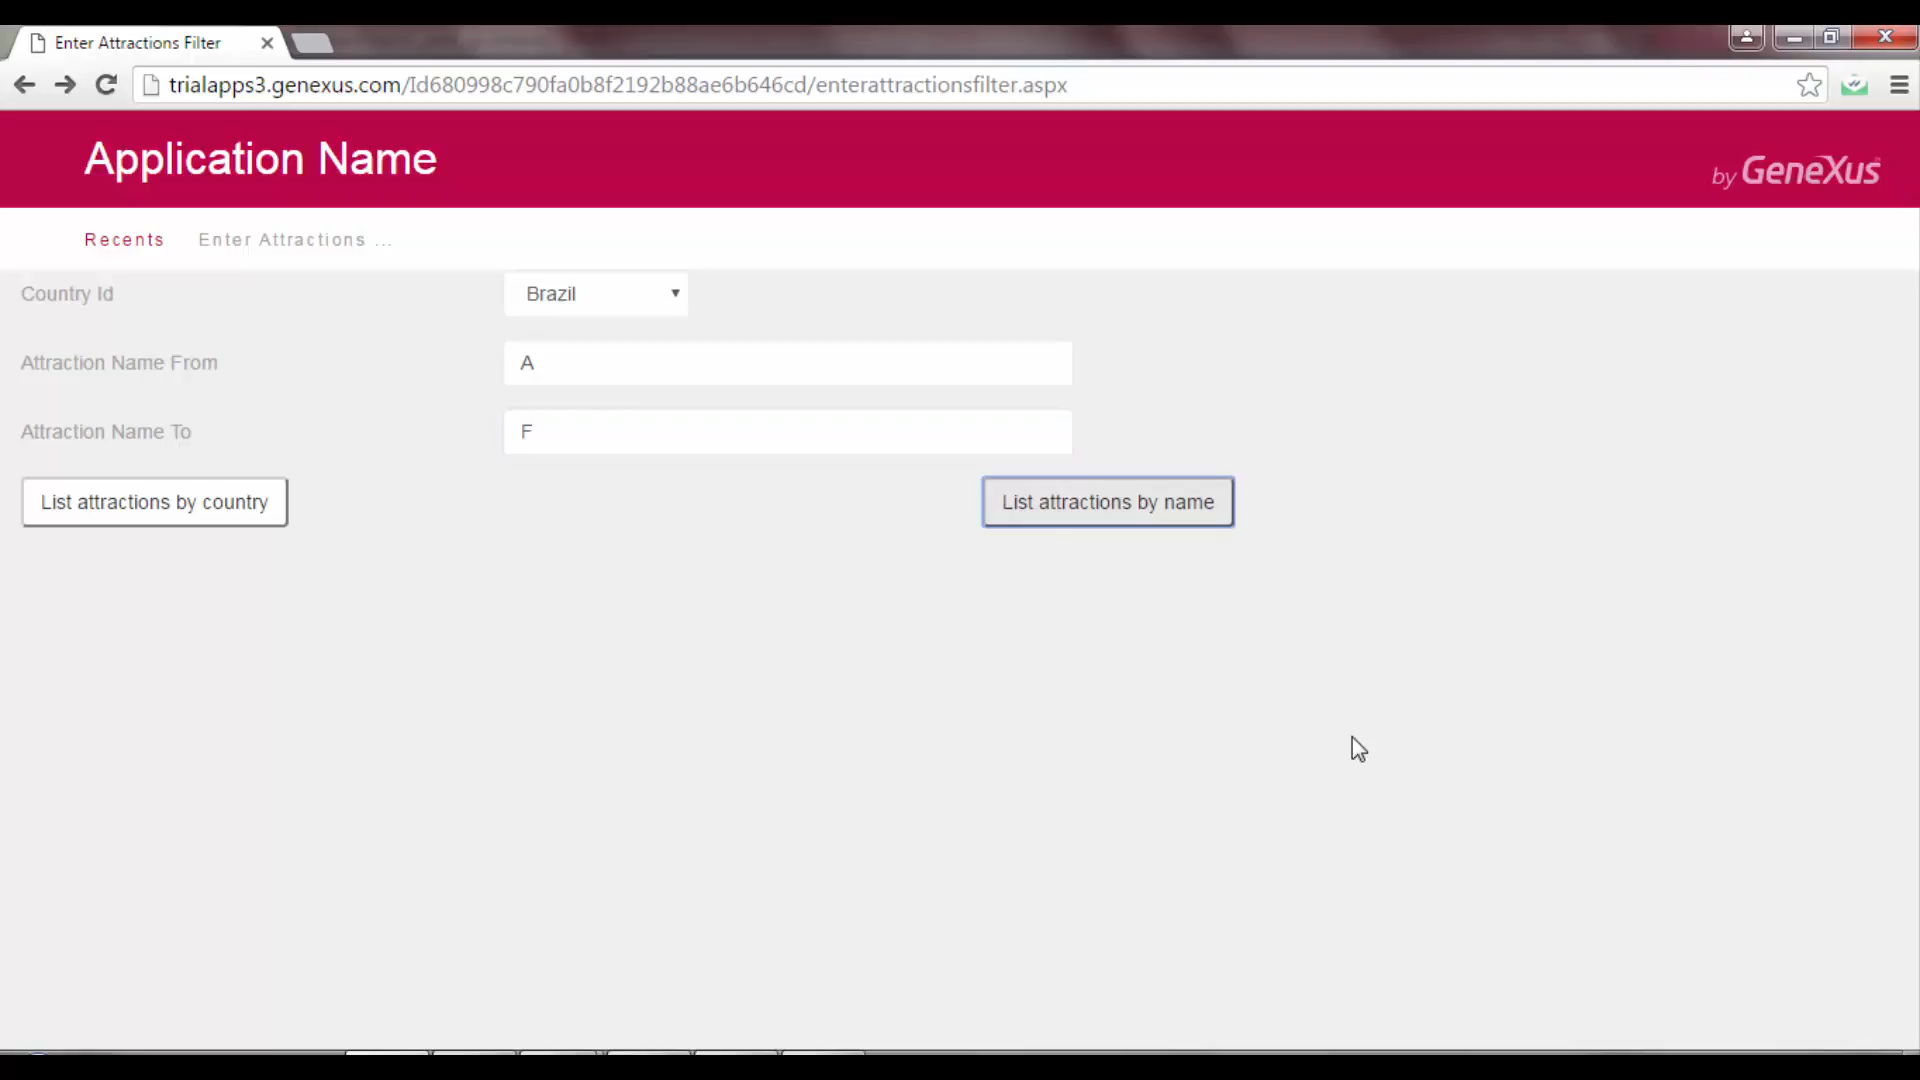 Enter Attractions Filter
trialapps3.genexus.com/Id680998c790fa0b8f2192b88ae6b646cd/enterattractionsfilter.aspx
Application Name
by GeneXus
Recents Enter Attractions ...
Country Id Brazil
Attraction Name From A
Attraction Name To F
List attractions by country List attractions by name